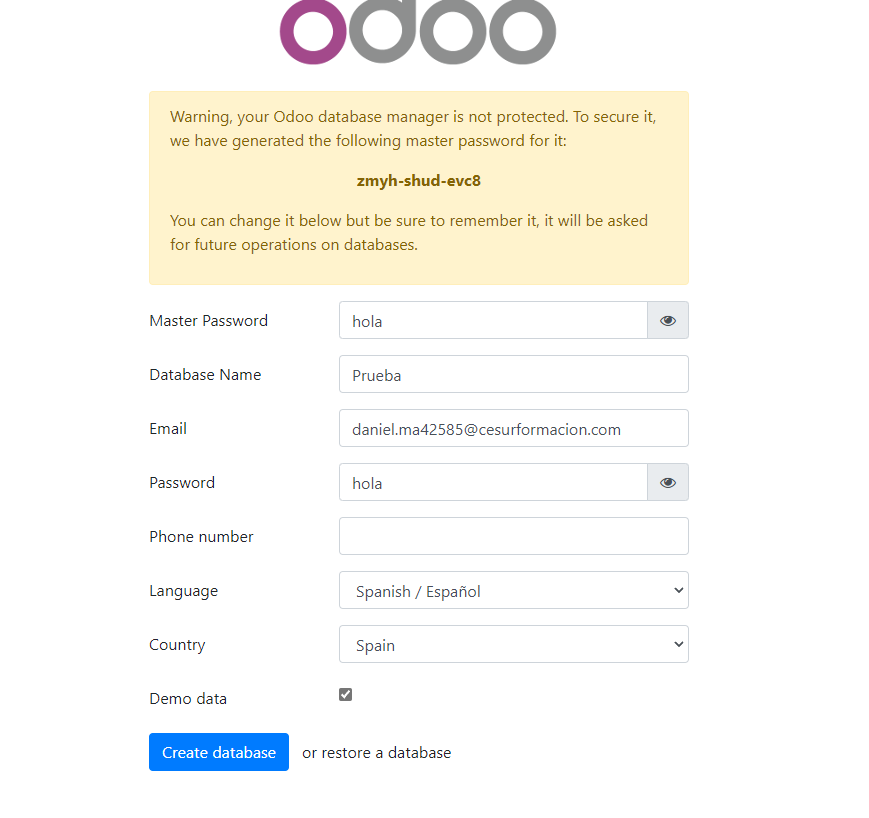 odoo
Warning, your Odoo database manager is not protected. To secure it,
we have generated the following master password for it:
zmyh-shud-evc8
You can change it below but be sure to remember it, it will be asked
for future operations on databases.
Master Password hola
Database Name Prueba
Email daniel.ma42585@cesurformacion.com
Password hola
Phone number
Language Spanish / Español
Country Spain
Demo data
Create database or restore a database